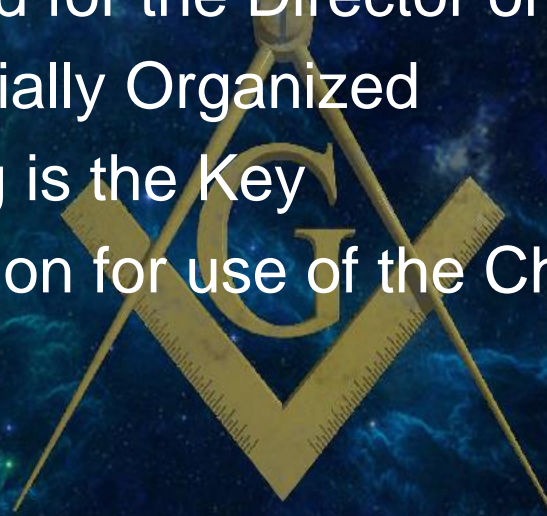 d for the Director of
ially Organized
g is the Key
on for use of the Ch
G